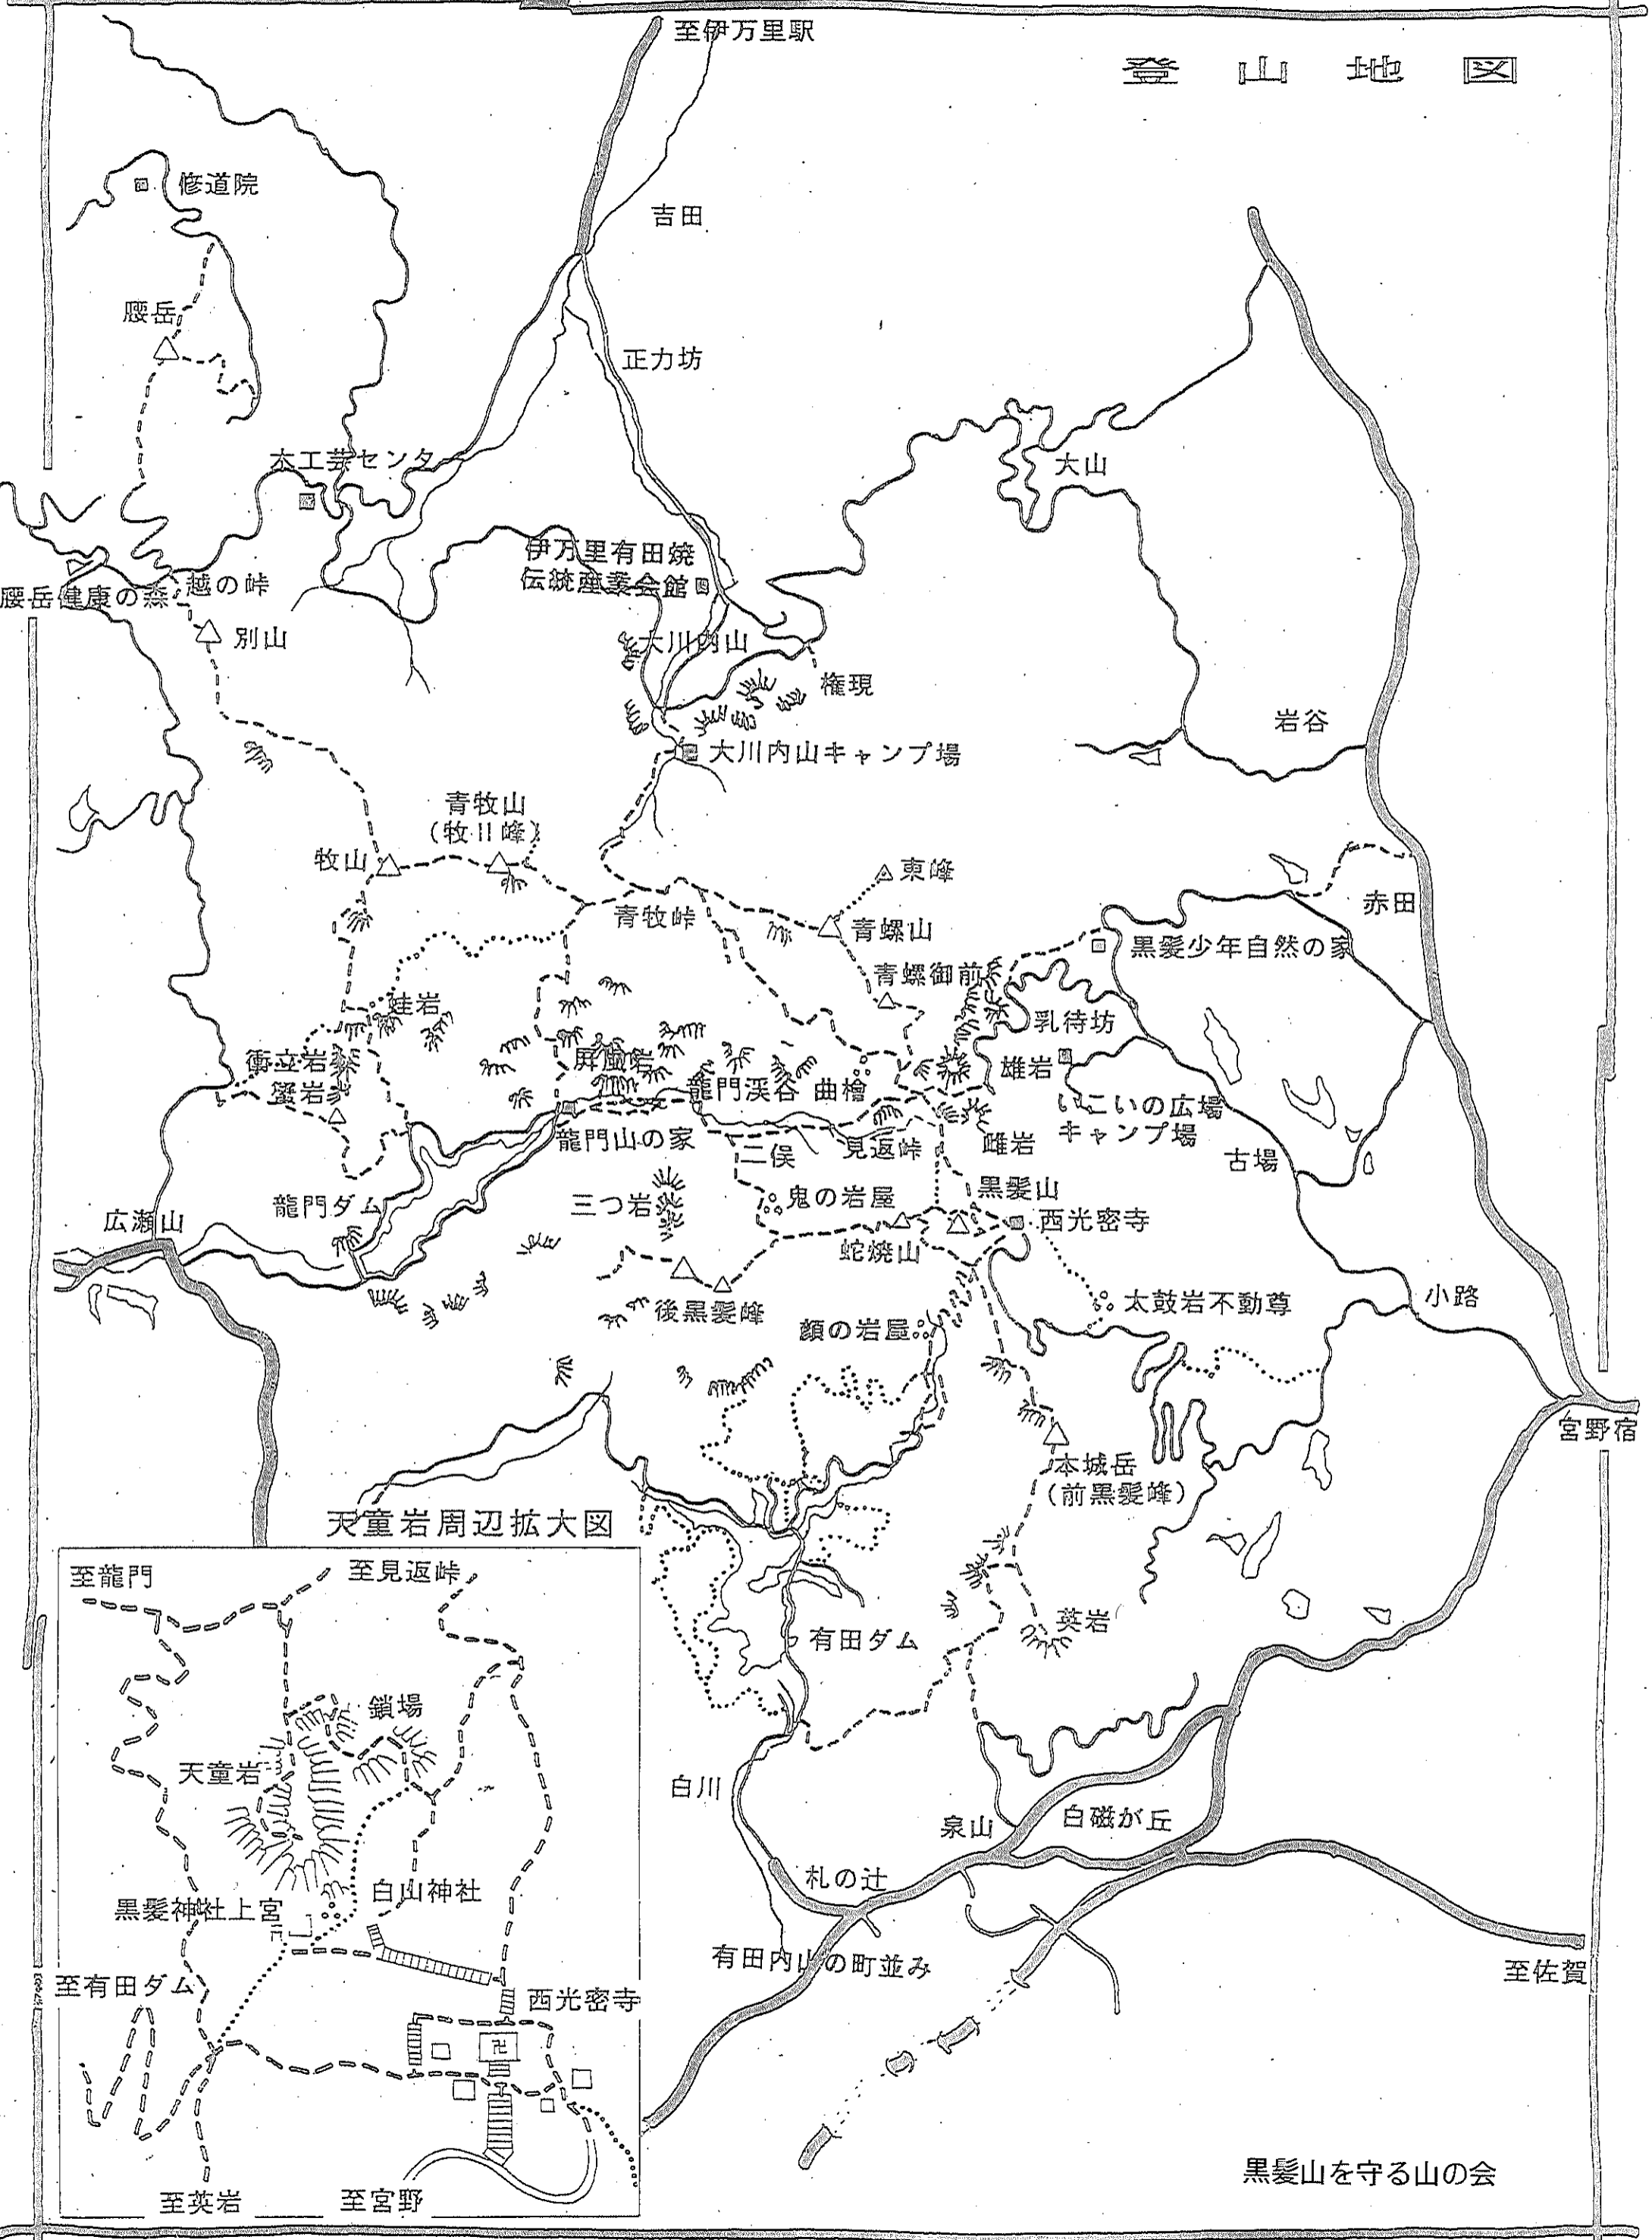 至伊万里駅
登山地図
修道院
吉田
腰岳
正力坊
木工芸センタ
大山
伊万里有田焼
伝統産業会館
腰岳健康の森
越の峠
別山
大川内山
権現
岩谷
大川内山キャンプ場
青牧山
(牧II峰)
牧山
東峰
青牧峠
青螺山
赤田
黒髪少年自然の家
青螺御前
蛙岩
乳待坊
衝立岩
屏風岩
雄岩
蟹岩
龍門渓谷
曲檜
いこいの広場
キャンプ場
龍門山の家
二俣
見返峠
雌岩
古場
三つ岩
鬼の岩屋
黒髪山
龍門ダム
広瀬山
西光密寺
蛇焼山
後黒髪峰
太鼓岩不動尊
小路
顔の岩屋
宮野宿
本城岳
(前黒髪峰)
天童岩周辺拡大図
至龍門
至見返峠
英岩
有田ダム
鎖場
天童岩
白川
泉山
白磁が丘
札の辻
白山神社
黒髪神社上宮
有田内山の町並み
至佐賀
至有田ダム
西光密寺
卍
黒髪山を守る山の会
至英岩
至宮野